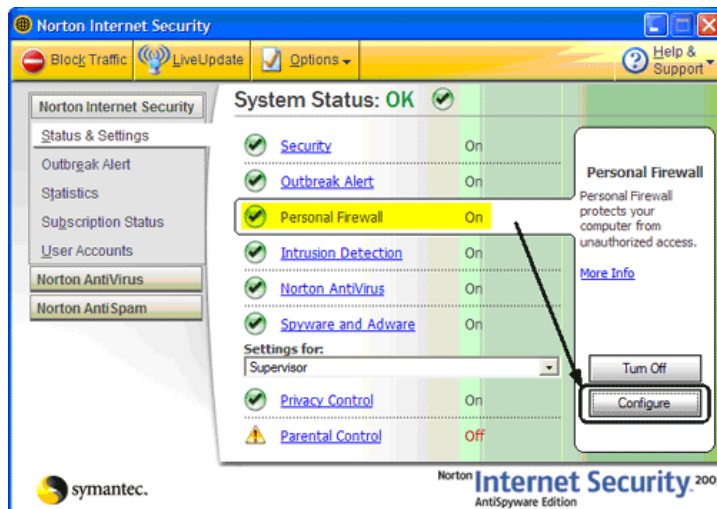 Norton Internet Security
Block Traffic LiveUpdate Options Help & Support
Norton Internet Security
Status & Settings
Outbreak Alert
Statistics
Subscription Status
User Accounts
Norton AntiVirus
Norton AntiSpam
System Status: OK
Security On
Outbreak Alert On
Personal Firewall On
Intrusion Detection On
Norton AntiVirus On
Spyware and Adware On
Settings for:
Supervisor
Privacy Control On
Parental Control Off
Personal Firewall
Personal Firewall
protects your
computer from
unauthorized access.
More Info
Turn Off
Configure
symantec.
Norton Internet Security
AntiSpyware Edition